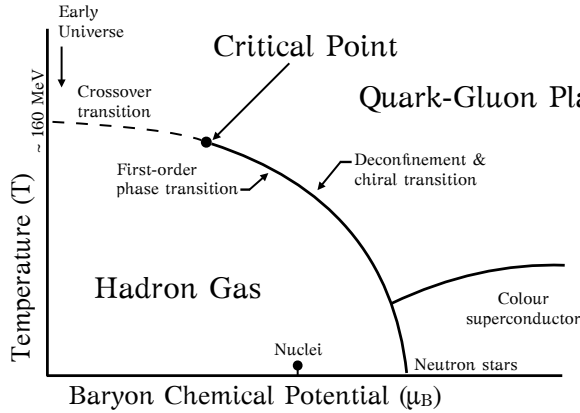 Early
Universe
Critical Point
Crossover
transition
Quark-Gluon Pla
~ 160 MeV
First-order
phase transition
Deconfinement &
chiral transition
Temperature (T)
Hadron Gas
Colour
superconductor
Nuclei
Neutron stars
Baryon Chemical Potential (μB)